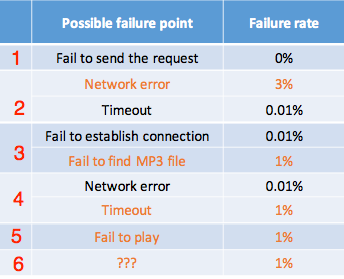 Possible failure point Failure rate
1 Fail to send the request 0%
Network error 3%
2 Timeout 0.01%
3 Fail to establish connection 0.01%
Fail to find MP3 file 1%
4 Network error 0.01%
Timeout 1%
5 Fail to play 1%
6 ??? 1%